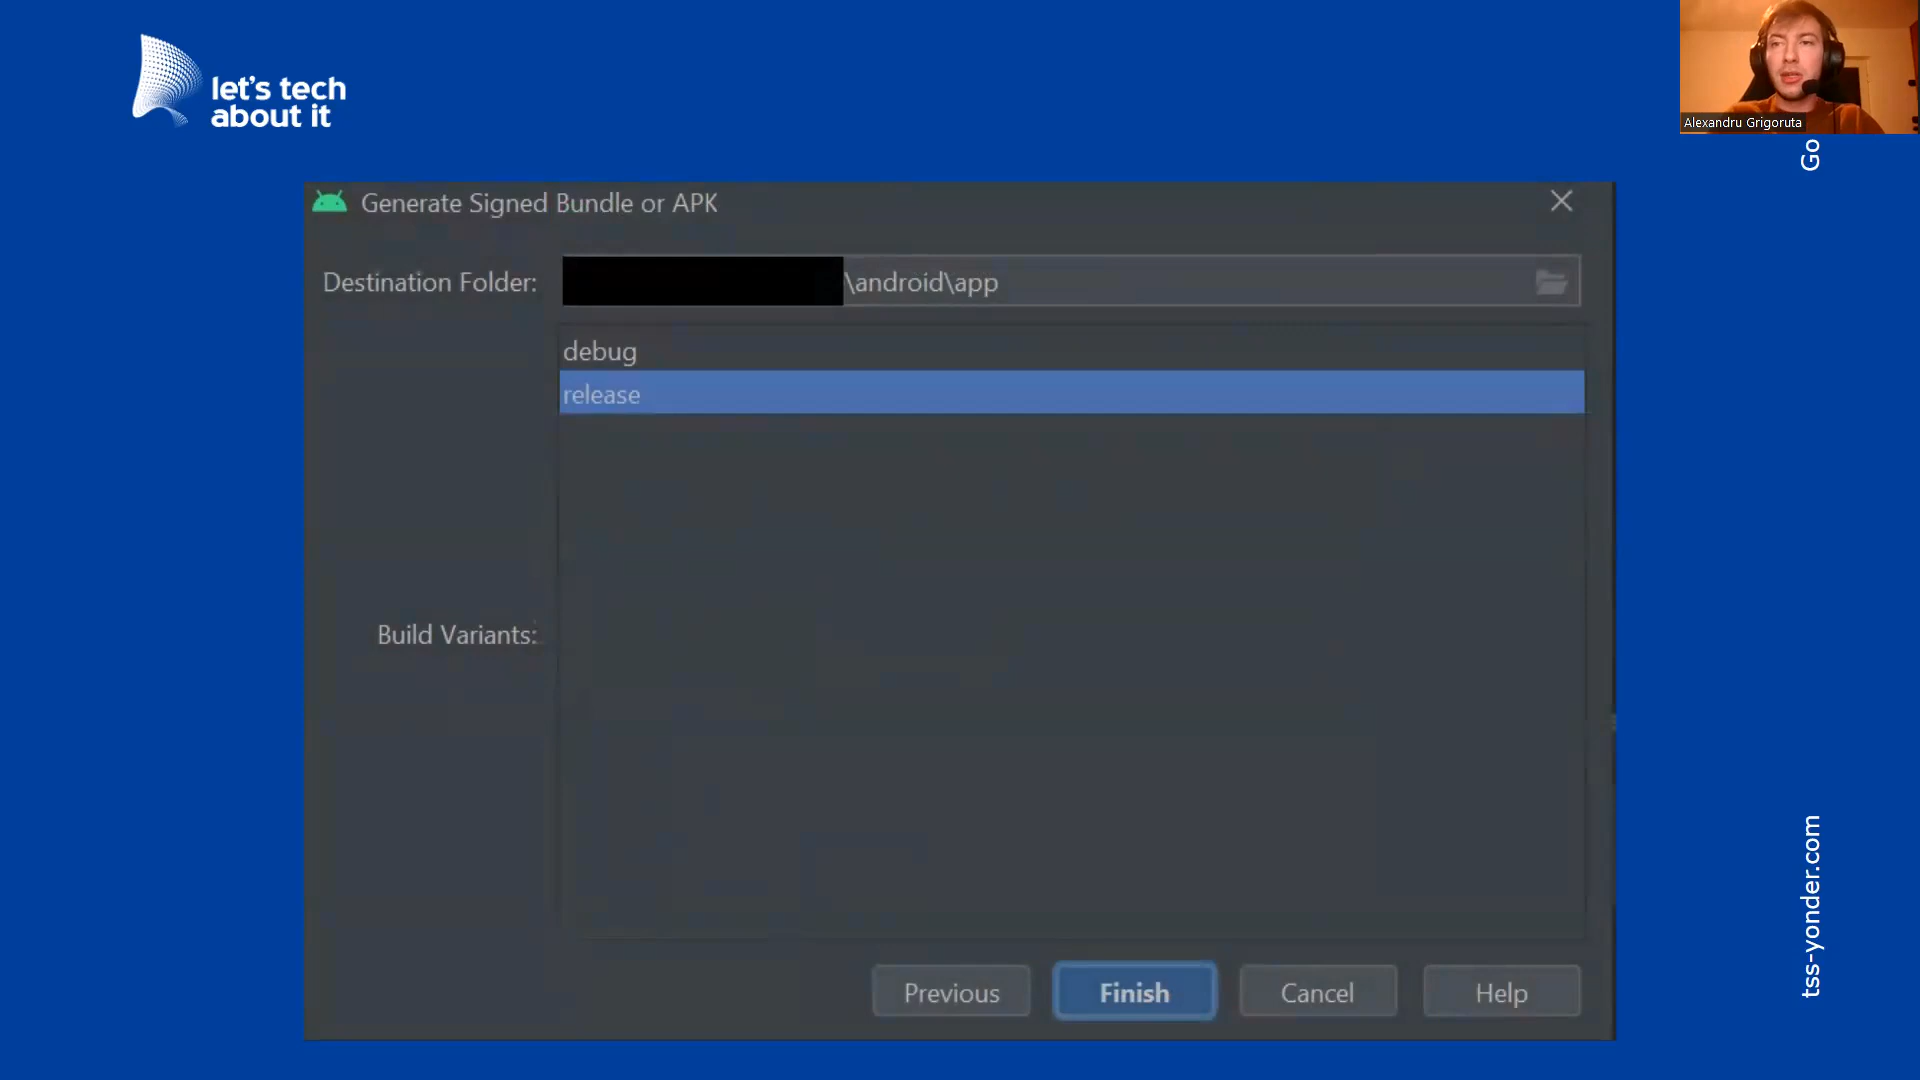 let's tech
about it
Alexandru Grigoruta
Go
Generate Signed Bundle or APK
Destination Folder:
\android\app
debug
release
Build Variants:
Previous
Finish
Cancel
Help
tss-yonder.com